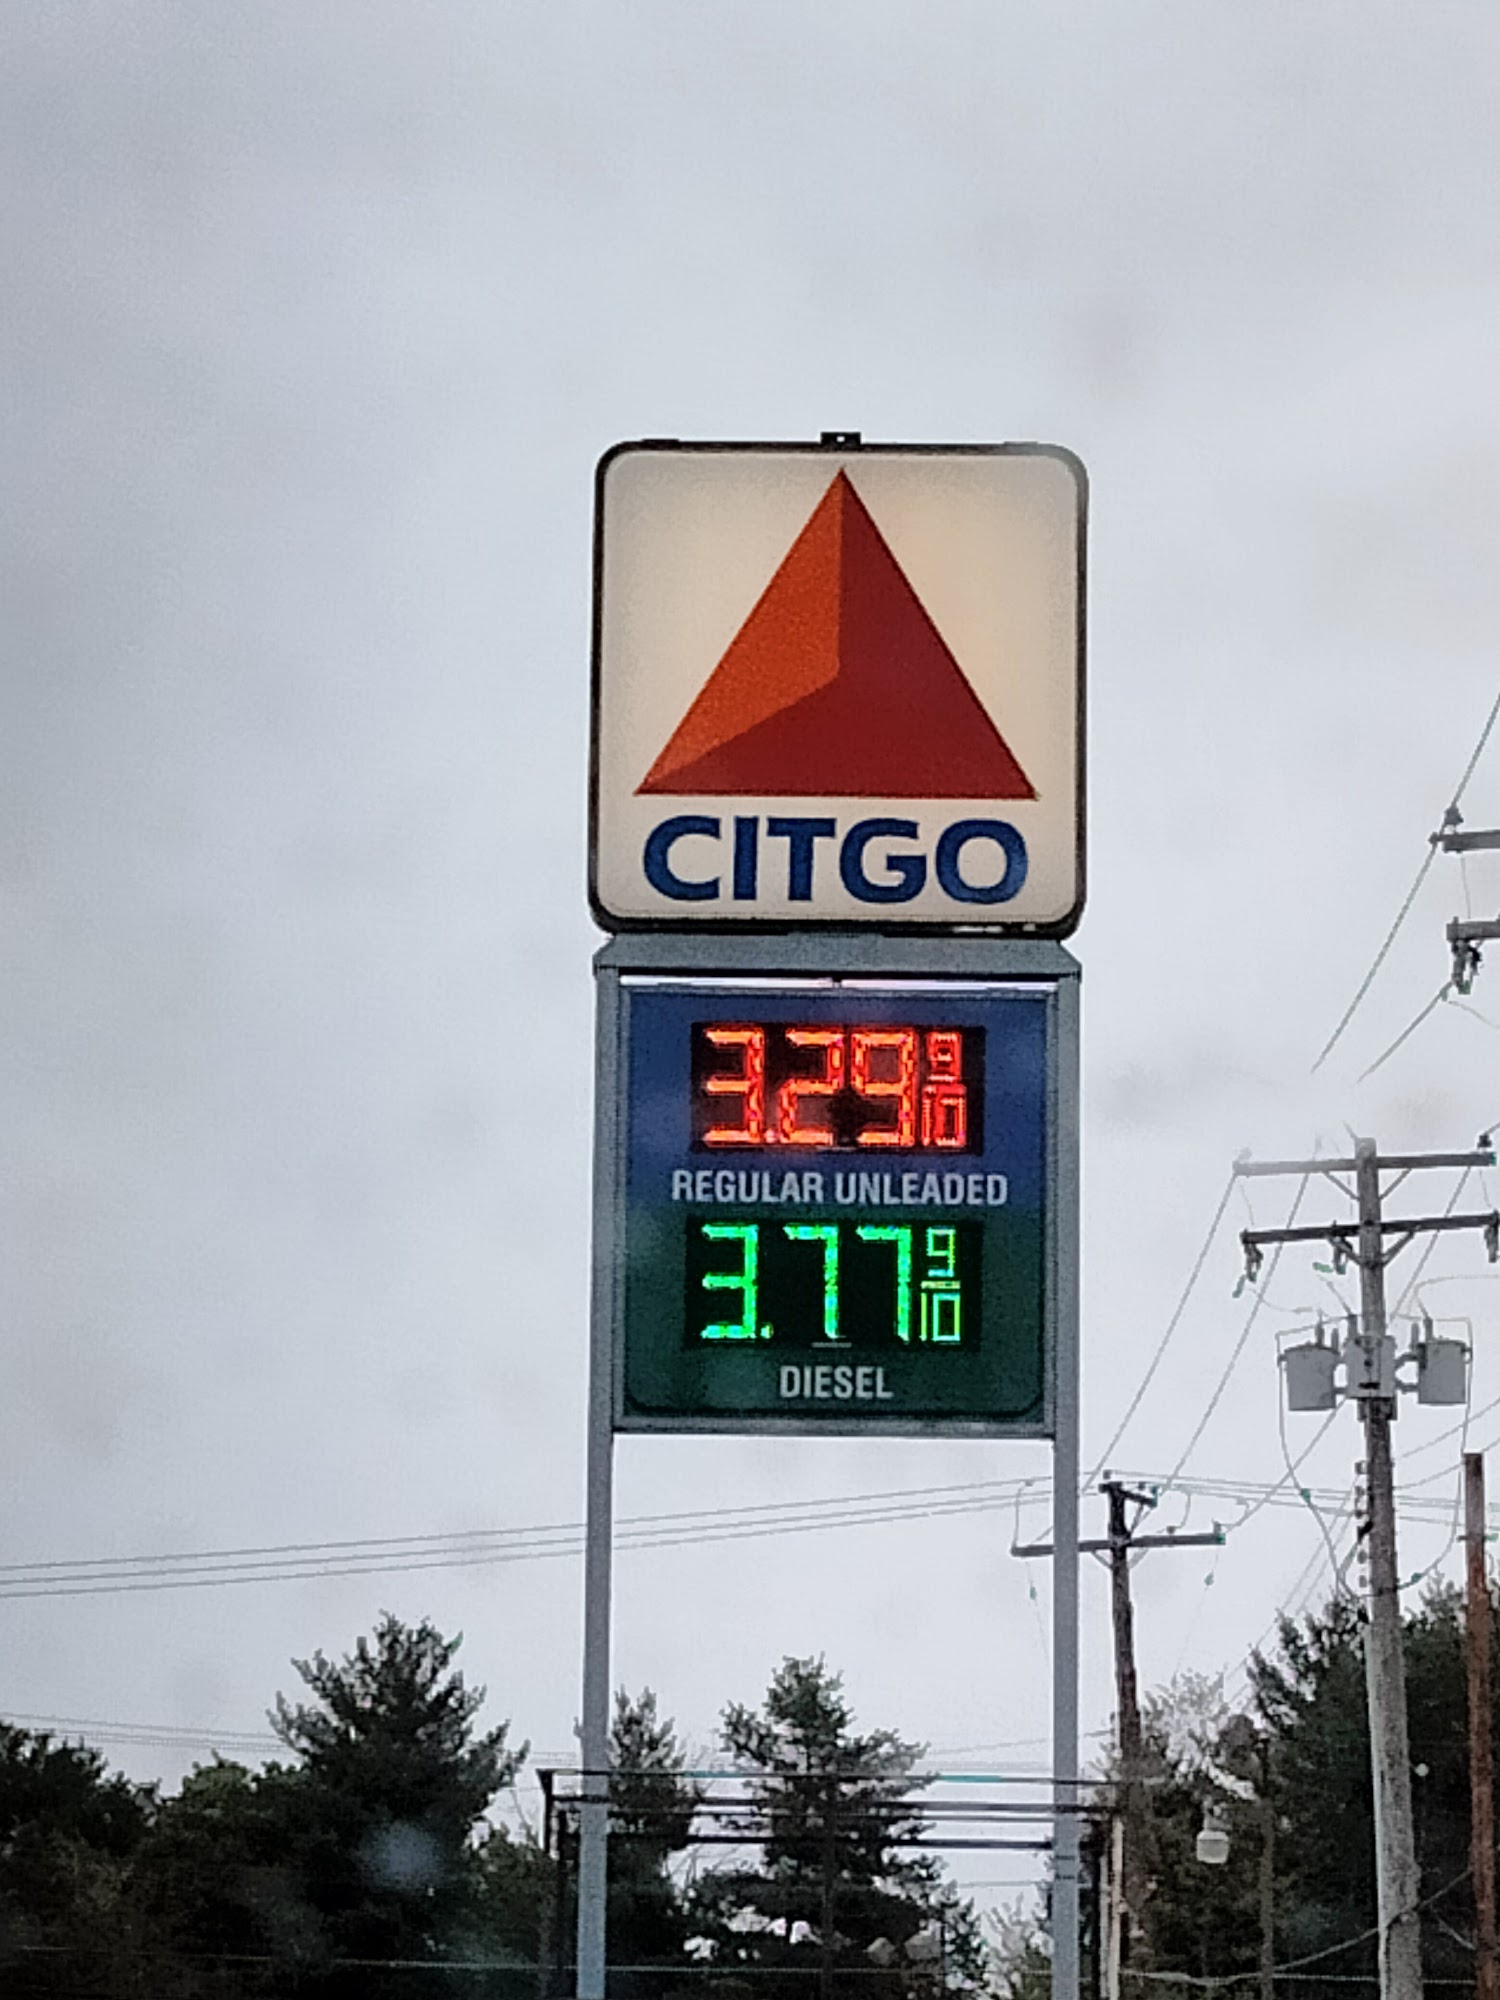 CITGO
3.29 9/10
REGULAR UNLEADED
3.77 9/10
DIESEL